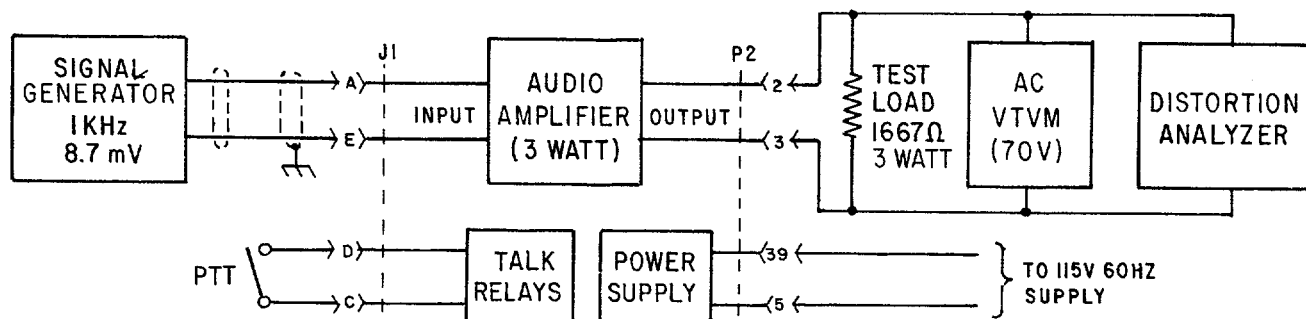 SIGNAL
GENERATOR
1KHz
8.7 mV
A
E
J1
INPUT
AUDIO
AMPLIFIER
(3 WATT)
OUTPUT
P2
2
3
TEST
LOAD
1667Ω
3 WATT
AC
VTVM
(70V)
DISTORTION
ANALYZER
PTT
D
C
TALK
RELAYS
POWER
SUPPLY
39
5
TO 115V 60HZ
SUPPLY